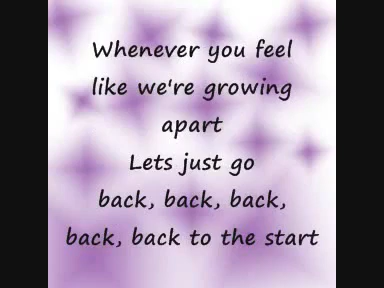 Whenever you feel
like we're growing
apart
Lets just go
back, back, back,
back, back to the start